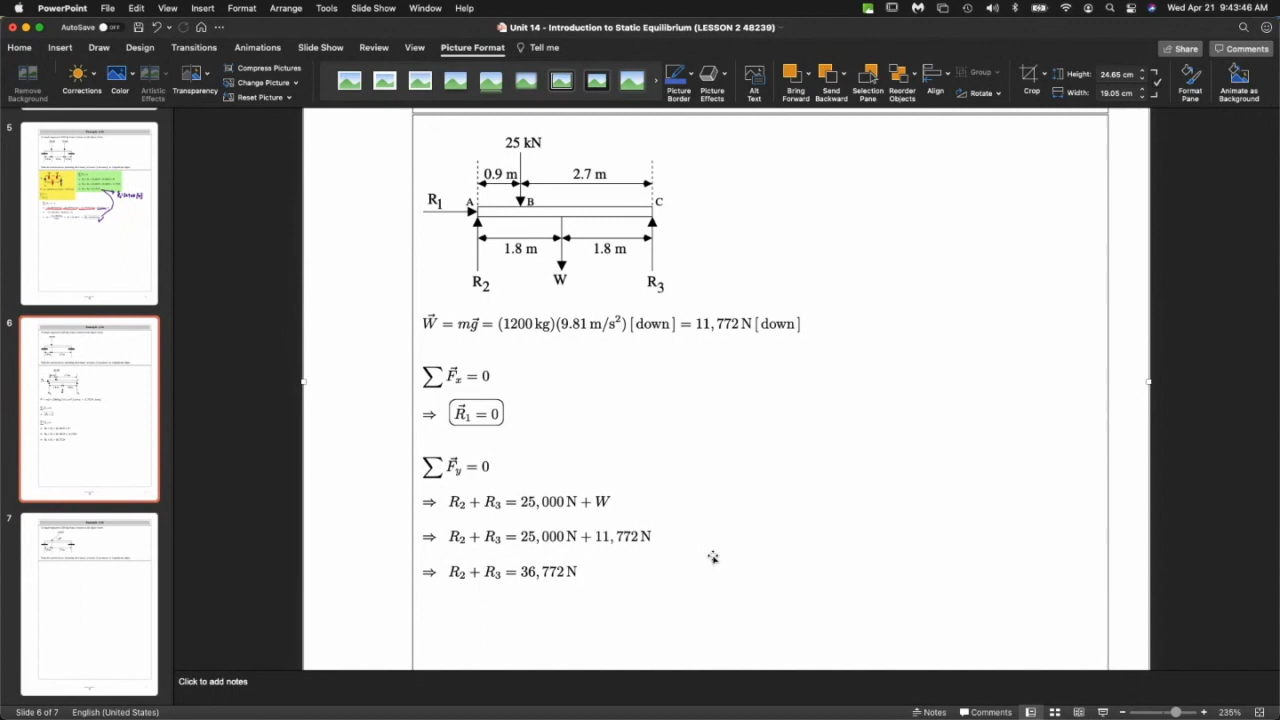 PowerPoint File Edit View Insert Format Arrange Tools Slide Show Window Help Wed Apr 21 9:43:46 AM
AutoSave OFF Unit 14 - Introduction to Static Equilibrium (LESSON 2 48239)
Home Insert Draw Design Transitions Animations Slide Show Review View Picture Format Tell me Share Comments
Remove Background Corrections Color Artistic Effects Transparency Compress Pictures Change Picture Reset Picture Picture Border Picture Effects Alt Text Bring Forward Send Backward Selection Pane Reorder Objects Align Group Rotate Crop Height: 24.65 cm Width: 19.05 cm Format Pane Animate as Background
5
6
7
25 kN
0.9 m 2.7 m
R₁ A B C
1.8 m 1.8 m
R₂ W R₃
W⃗ = mg⃗ = (1200 kg)(9.81 m/s²) [down] = 11,772 N [down]
∑ F⃗ₓ = 0
⇒ R⃗₁ = 0
∑ F⃗ᵧ = 0
⇒ R₂ + R₃ = 25,000 N + W
⇒ R₂ + R₃ = 25,000 N + 11,772 N
⇒ R₂ + R₃ = 36,772 N
Click to add notes
Slide 6 of 7 English (United States) Notes Comments 235%